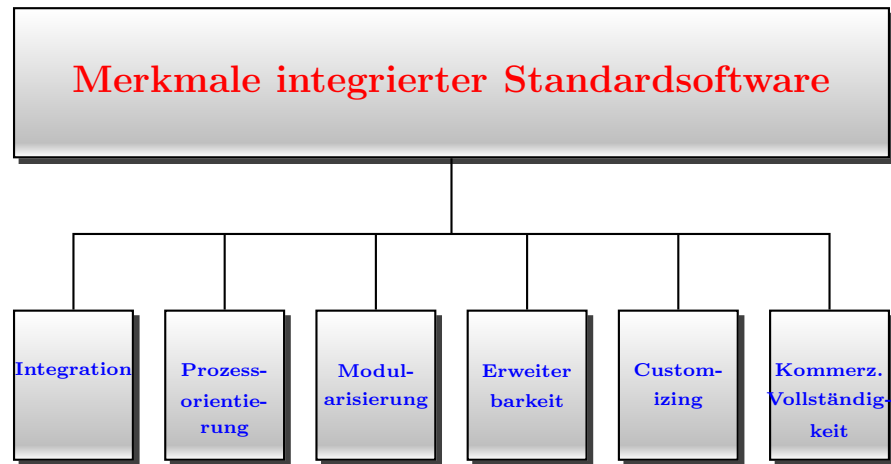 Merkmale integrierter Standardsoftware
Integration
Prozess-
orientie-
rung
Modul-
arisierung
Erweiter
barkeit
Custom-
izing
Kommerz.
Vollständig-
keit